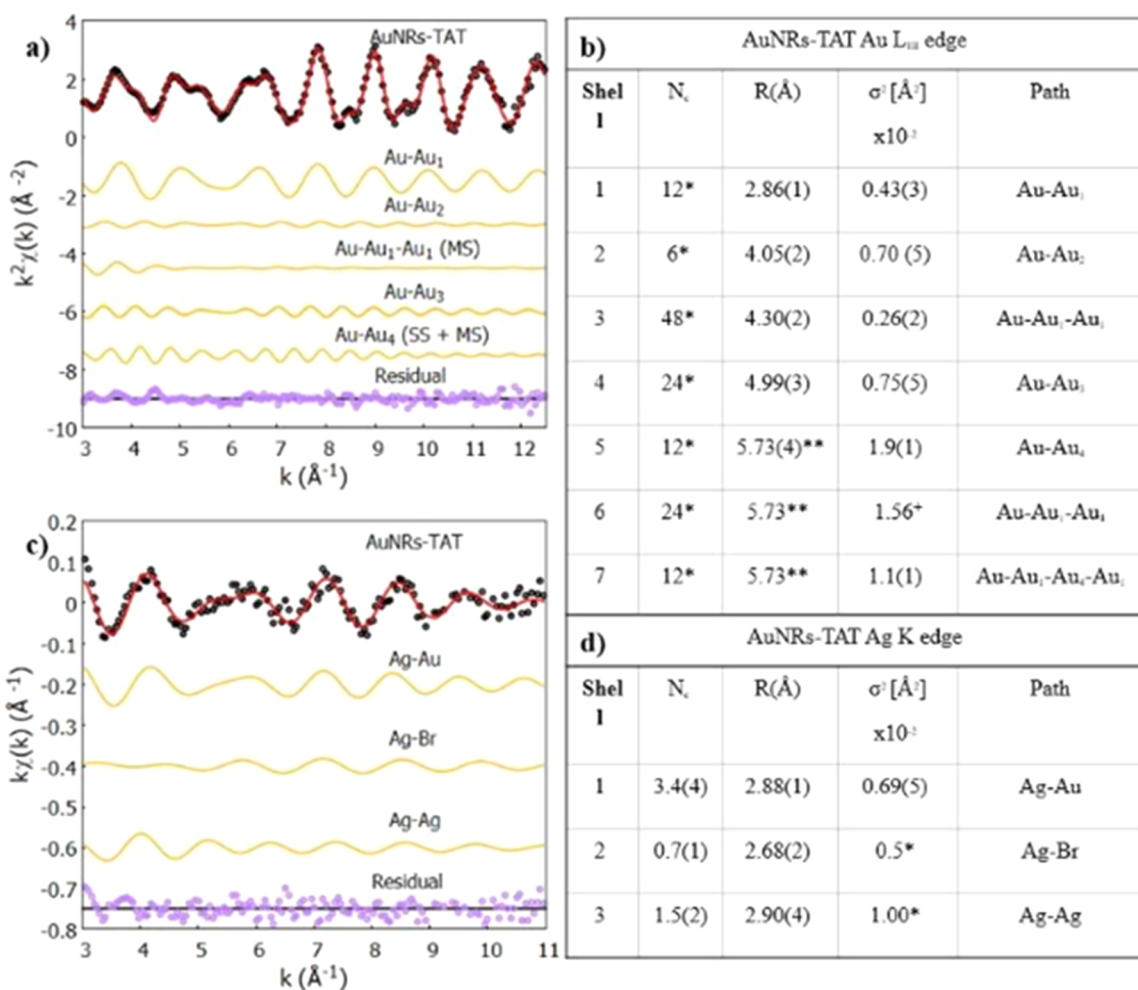 a)
AuNRs-TAT
4
2
0
-2
-4
-6
-8
-10
k²χ(k) (Å ⁻²)
Au-Au₁
Au-Au₂
Au-Au₁-Au₁ (MS)
Au-Au₃
Au-Au₄ (SS + MS)
Residual
3 4 5 6 7 8 9 10 11 12
k (Å⁻¹)
b)
AuNRs-TAT Au Lᵢᵢᵢ edge
Shel N꜀ R(Å) σ² [Å²] Path
l x10⁻²
1 12* 2.86(1) 0.43(3) Au-Au₁
2 6* 4.05(2) 0.70 (5) Au-Au₂
3 48* 4.30(2) 0.26(2) Au-Au₁-Au₁
4 24* 4.99(3) 0.75(5) Au-Au₃
5 12* 5.73(4)** 1.9(1) Au-Au₄
6 24* 5.73** 1.56⁺ Au-Au₁-Au₄
7 12* 5.73** 1.1(1) Au-Au₁-Au₄-Au₁
c)
AuNRs-TAT
0.2
0.1
0
-0.1
-0.2
-0.3
-0.4
-0.5
-0.6
-0.7
-0.8
kχ(k) (Å ⁻¹)
Ag-Au
Ag-Br
Ag-Ag
Residual
3 4 5 6 7 8 9 10 11
k (Å⁻¹)
d)
AuNRs-TAT Ag K edge
Shel N꜀ R(Å) σ² [Å²] Path
l x10⁻²
1 3.4(4) 2.88(1) 0.69(5) Ag-Au
2 0.7(1) 2.68(2) 0.5* Ag-Br
3 1.5(2) 2.90(4) 1.00* Ag-Ag